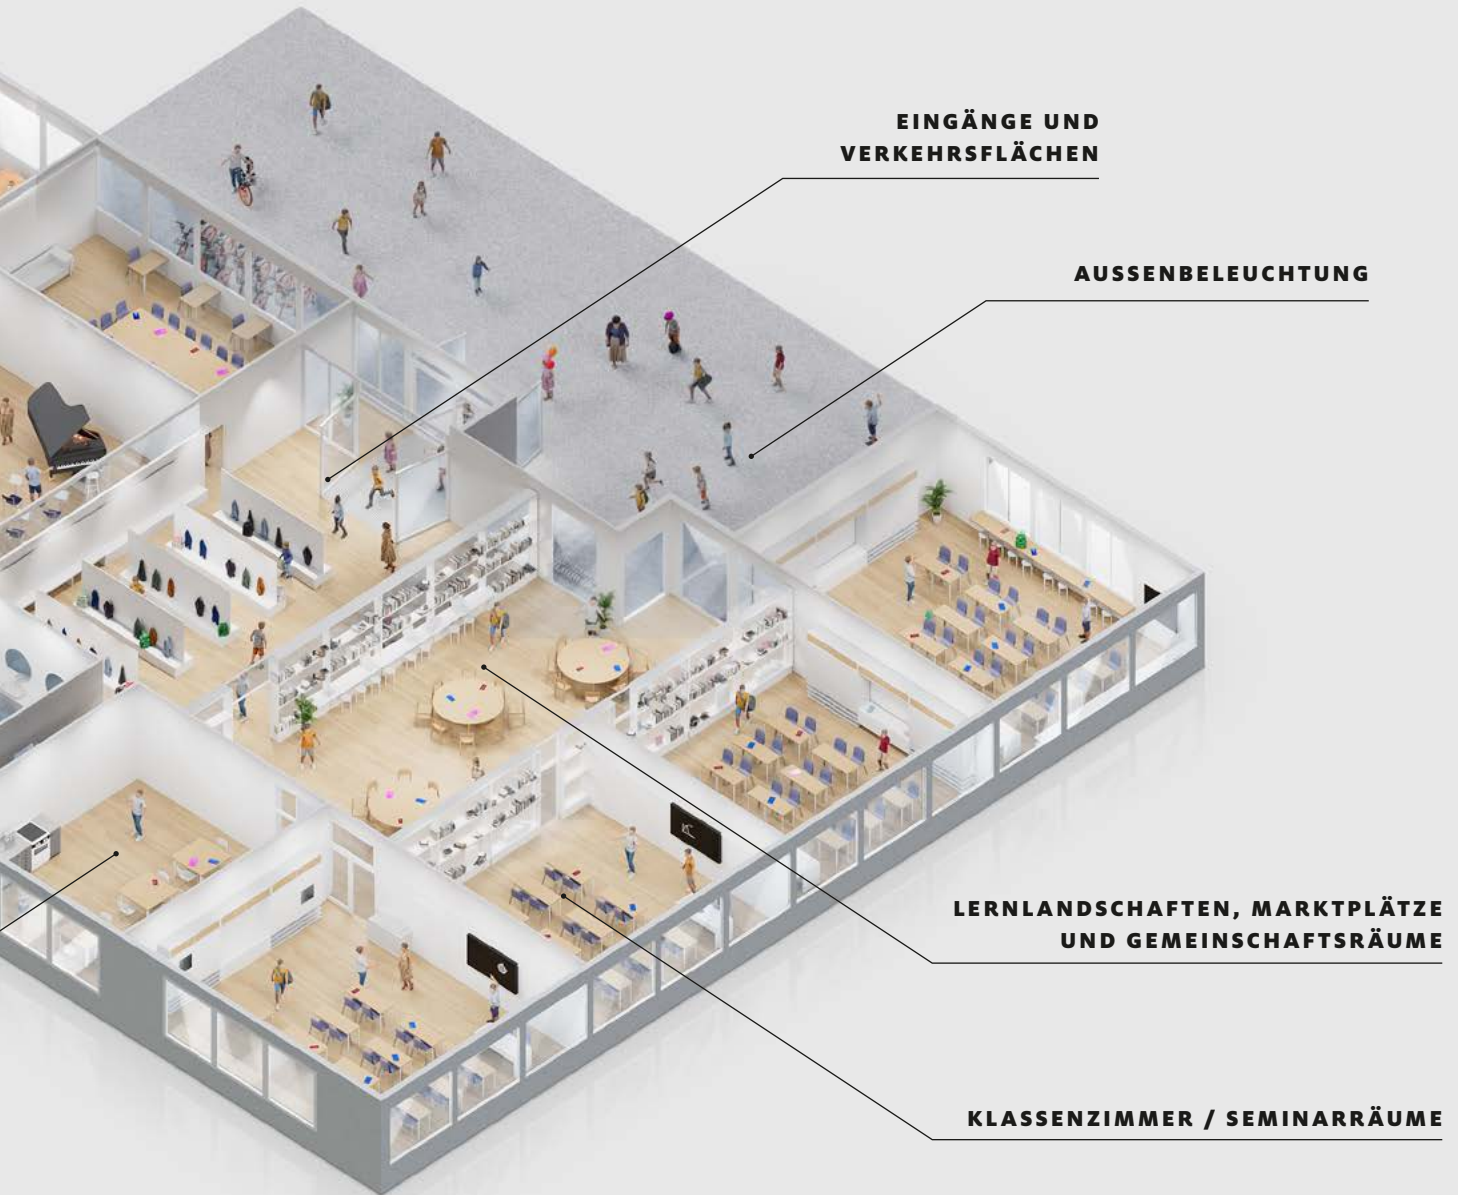 EINGÄNGE UND
VERKEHRSFLÄCHEN
AUSSENBELEUCHTUNG
LERNLANDSCHAFTEN, MARKTPLÄTZE
UND GEMEINSCHAFTSRÄUME
KLASSENZIMMER / SEMINARRÄUME